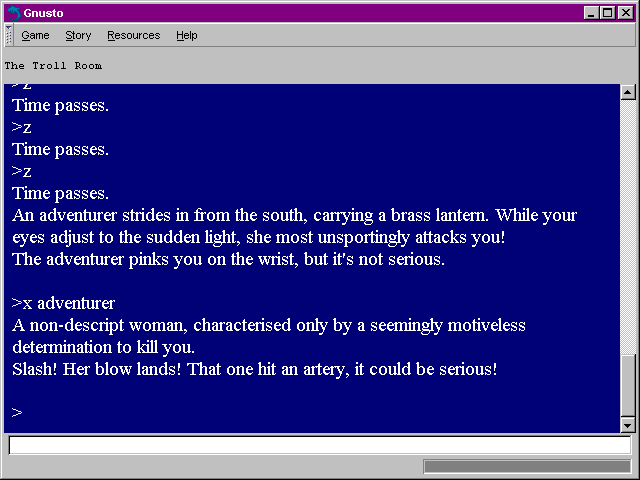 Gnusto
Game Story Resources Help
The Troll Room
>z
Time passes.
>z
Time passes.
>z
Time passes.
An adventurer strides in from the south, carrying a brass lantern. While your
eyes adjust to the sudden light, she most unsportingly attacks you!
The adventurer pinks you on the wrist, but it's not serious.
>x adventurer
A non-descript woman, characterised only by a seemingly motiveless
determination to kill you.
Slash! Her blow lands! That one hit an artery, it could be serious!
>